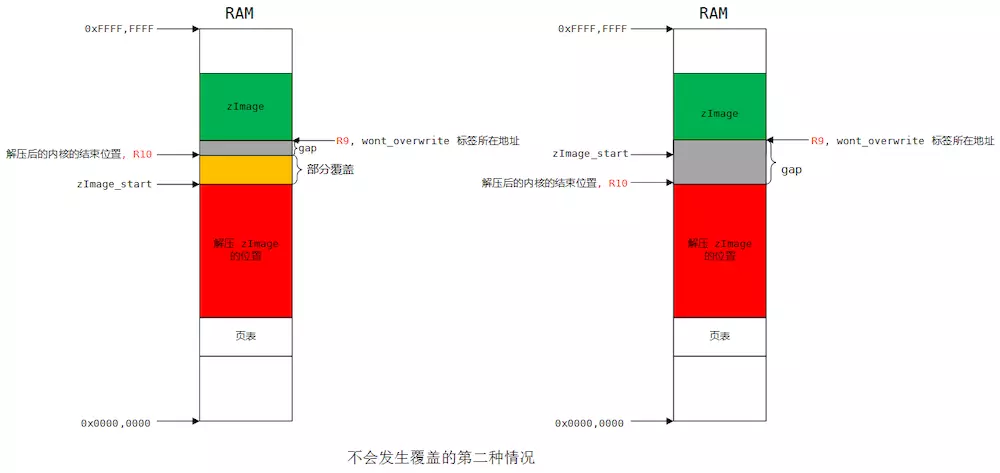 RAM
0xFFFF,FFFF
zImage
R9, wont_overwrite 标签所在地址
gap
解压后的内核的结束位置, R10
部分覆盖
zImage_start
解压 zImage
的位置
页表
0x0000,0000
RAM
0xFFFF,FFFF
zImage
R9, wont_overwrite 标签所在地址
zImage_start
gap
解压后的内核的结束位置, R10
解压 zImage
的位置
页表
0x0000,0000
不会发生覆盖的第二种情况